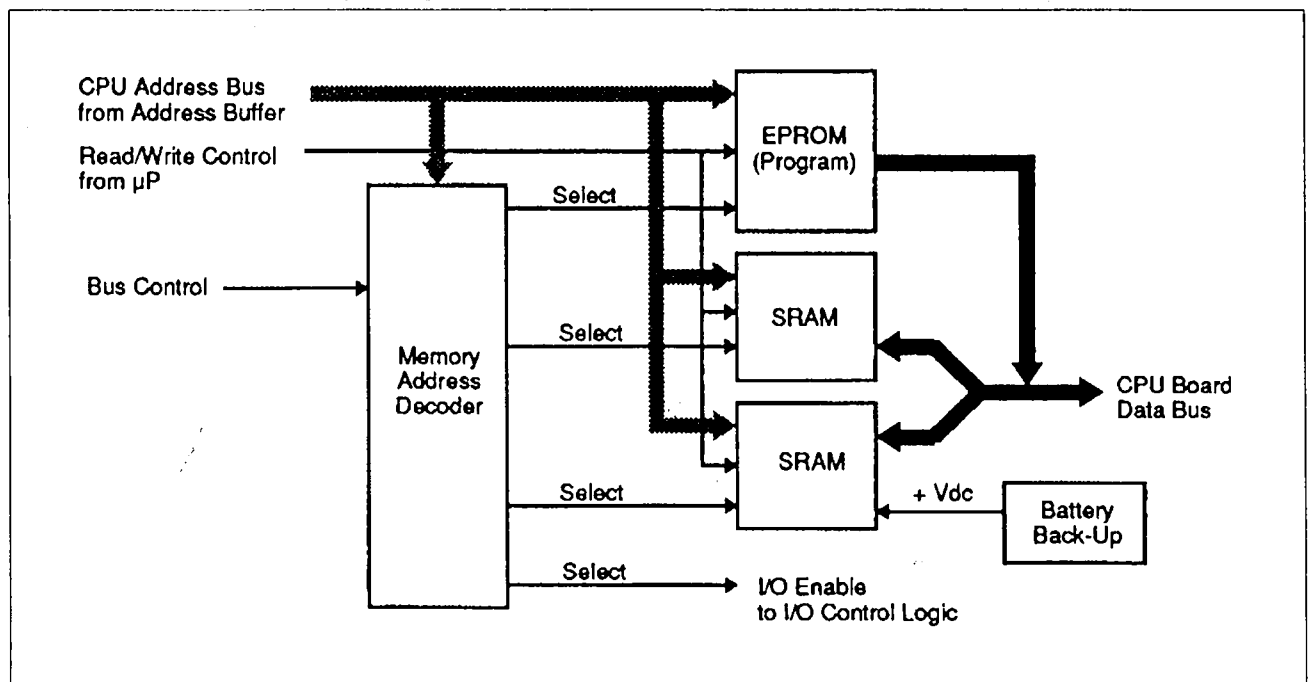 CPU Address Bus
from Address Buffer
Read/Write Control
from µP
Bus Control
Memory
Address
Decoder
Select
Select
Select
Select
EPROM
(Program)
SRAM
SRAM
CPU Board
Data Bus
+ Vdc
Battery
Back-Up
I/O Enable
to I/O Control Logic